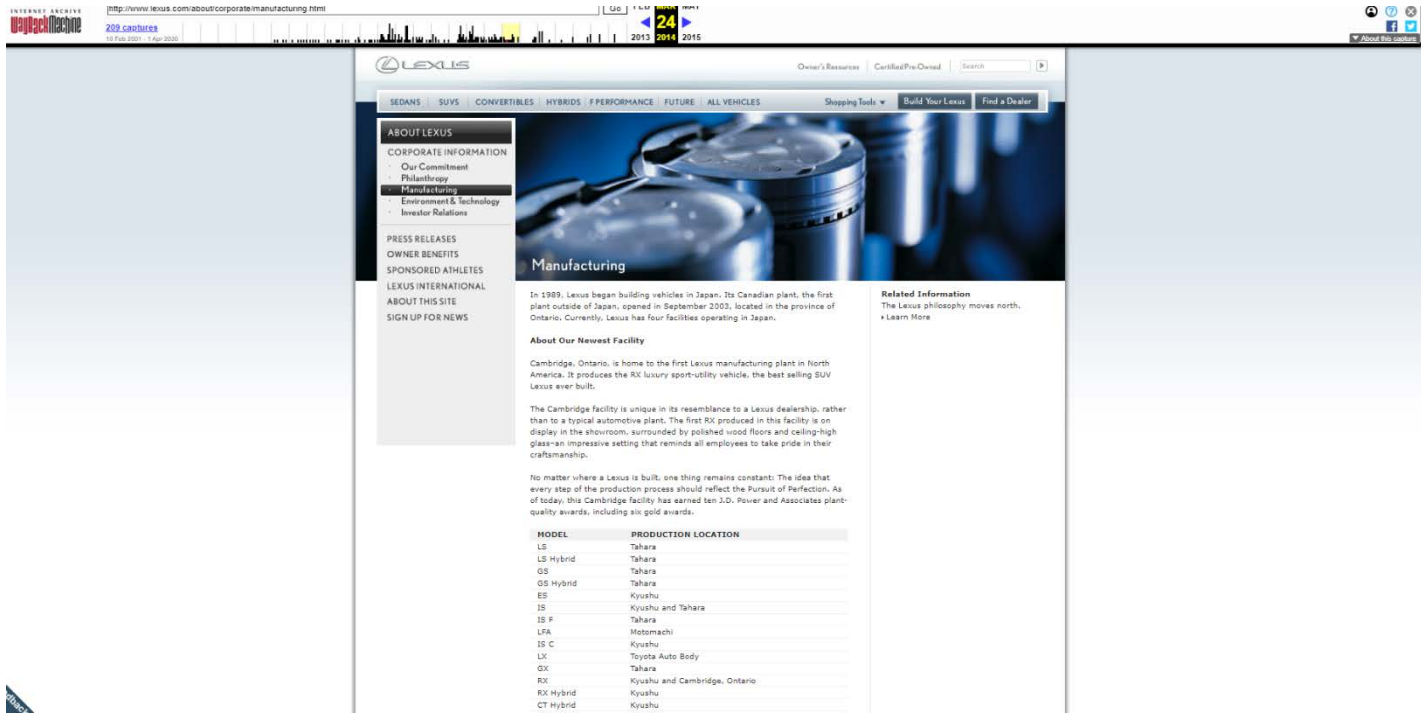 INTERNET ARCHIVE
WayBackMachine
http://www.lexus.com/about/corporate/manufacturing.html
Go
FEB MAR MAY
209 captures
24
10 Feb 2001 - 1 Apr 2020
2013 2014 2015
▼ About this capture
LEXUS
Owner's Resources
Certified Pre-Owned
Search
SEDANS SUVS CONVERTIBLES HYBRIDS F PERFORMANCE FUTURE ALL VEHICLES
Shopping Tools
Build Your Lexus
Find a Dealer
ABOUT LEXUS
CORPORATE INFORMATION
Our Commitment
Philanthropy
Manufacturing
Environment & Technology
Investor Relations
PRESS RELEASES
OWNER BENEFITS
SPONSORED ATHLETES
LEXUS INTERNATIONAL
ABOUT THIS SITE
SIGN UP FOR NEWS
Manufacturing
In 1989, Lexus began building vehicles in Japan. Its Canadian plant, the first
plant outside of Japan, opened in September 2003, located in the province of
Ontario. Currently, Lexus has four facilities operating in Japan.
About Our Newest Facility
Cambridge, Ontario, is home to the first Lexus manufacturing plant in North
America. It produces the RX luxury sport-utility vehicle, the best selling SUV
Lexus ever built.
The Cambridge facility is unique in its resemblance to a Lexus dealership, rather
than to a typical automotive plant. The first RX produced in this facility is on
display in the showroom, surrounded by polished wood floors and ceiling-high
glass–an impressive setting that reminds all employees to take pride in their
craftsmanship.
No matter where a Lexus is built, one thing remains constant: The idea that
every step of the production process should reflect the Pursuit of Perfection. As
of today, this Cambridge facility has earned ten J.D. Power and Associates plant-
quality awards, including six gold awards.
MODEL PRODUCTION LOCATION
LS Tahara
LS Hybrid Tahara
GS Tahara
GS Hybrid Tahara
ES Kyushu
IS Kyushu and Tahara
IS F Tahara
LFA Motomachi
IS C Kyushu
LX Toyota Auto Body
GX Tahara
RX Kyushu and Cambridge, Ontario
RX Hybrid Kyushu
CT Hybrid Kyushu
Related Information
The Lexus philosophy moves north.
Learn More